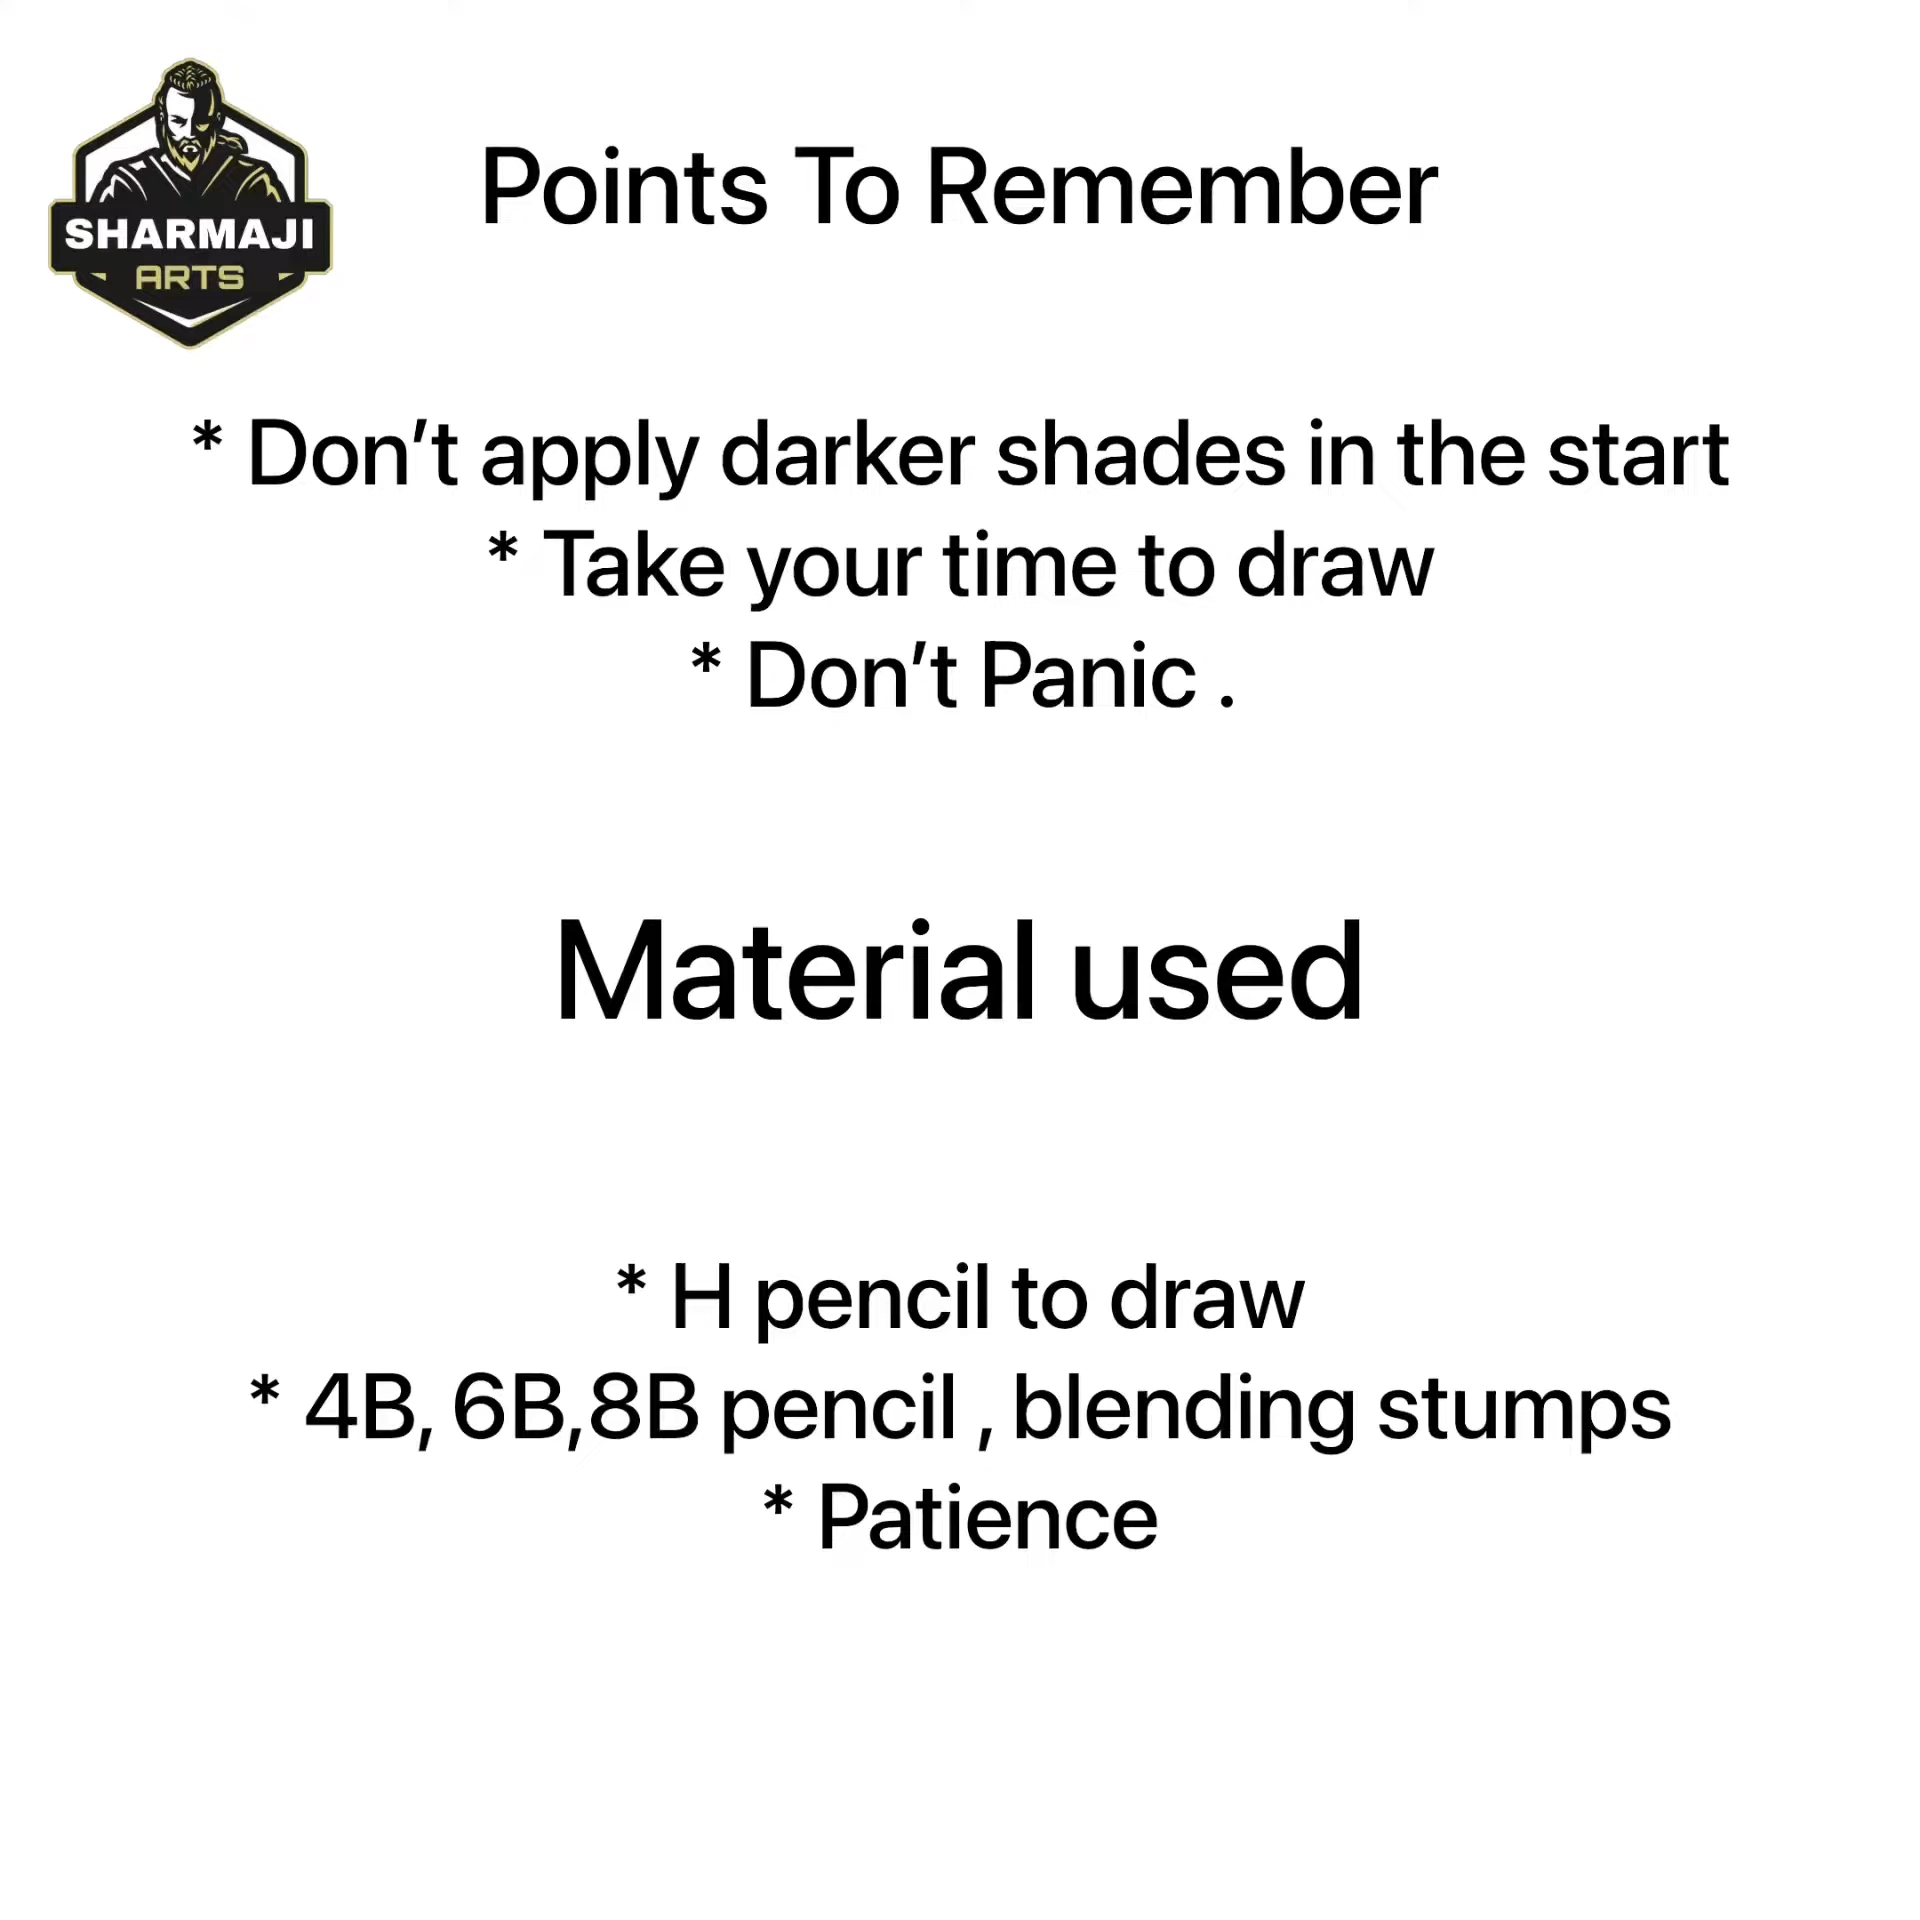 SHARMAJI
ARTS
Points To Remember
* Don’t apply darker shades in the start
* Take your time to draw
* Don’t Panic .
Material used
* H pencil to draw
* 4B, 6B,8B pencil , blending stumps
* Patience